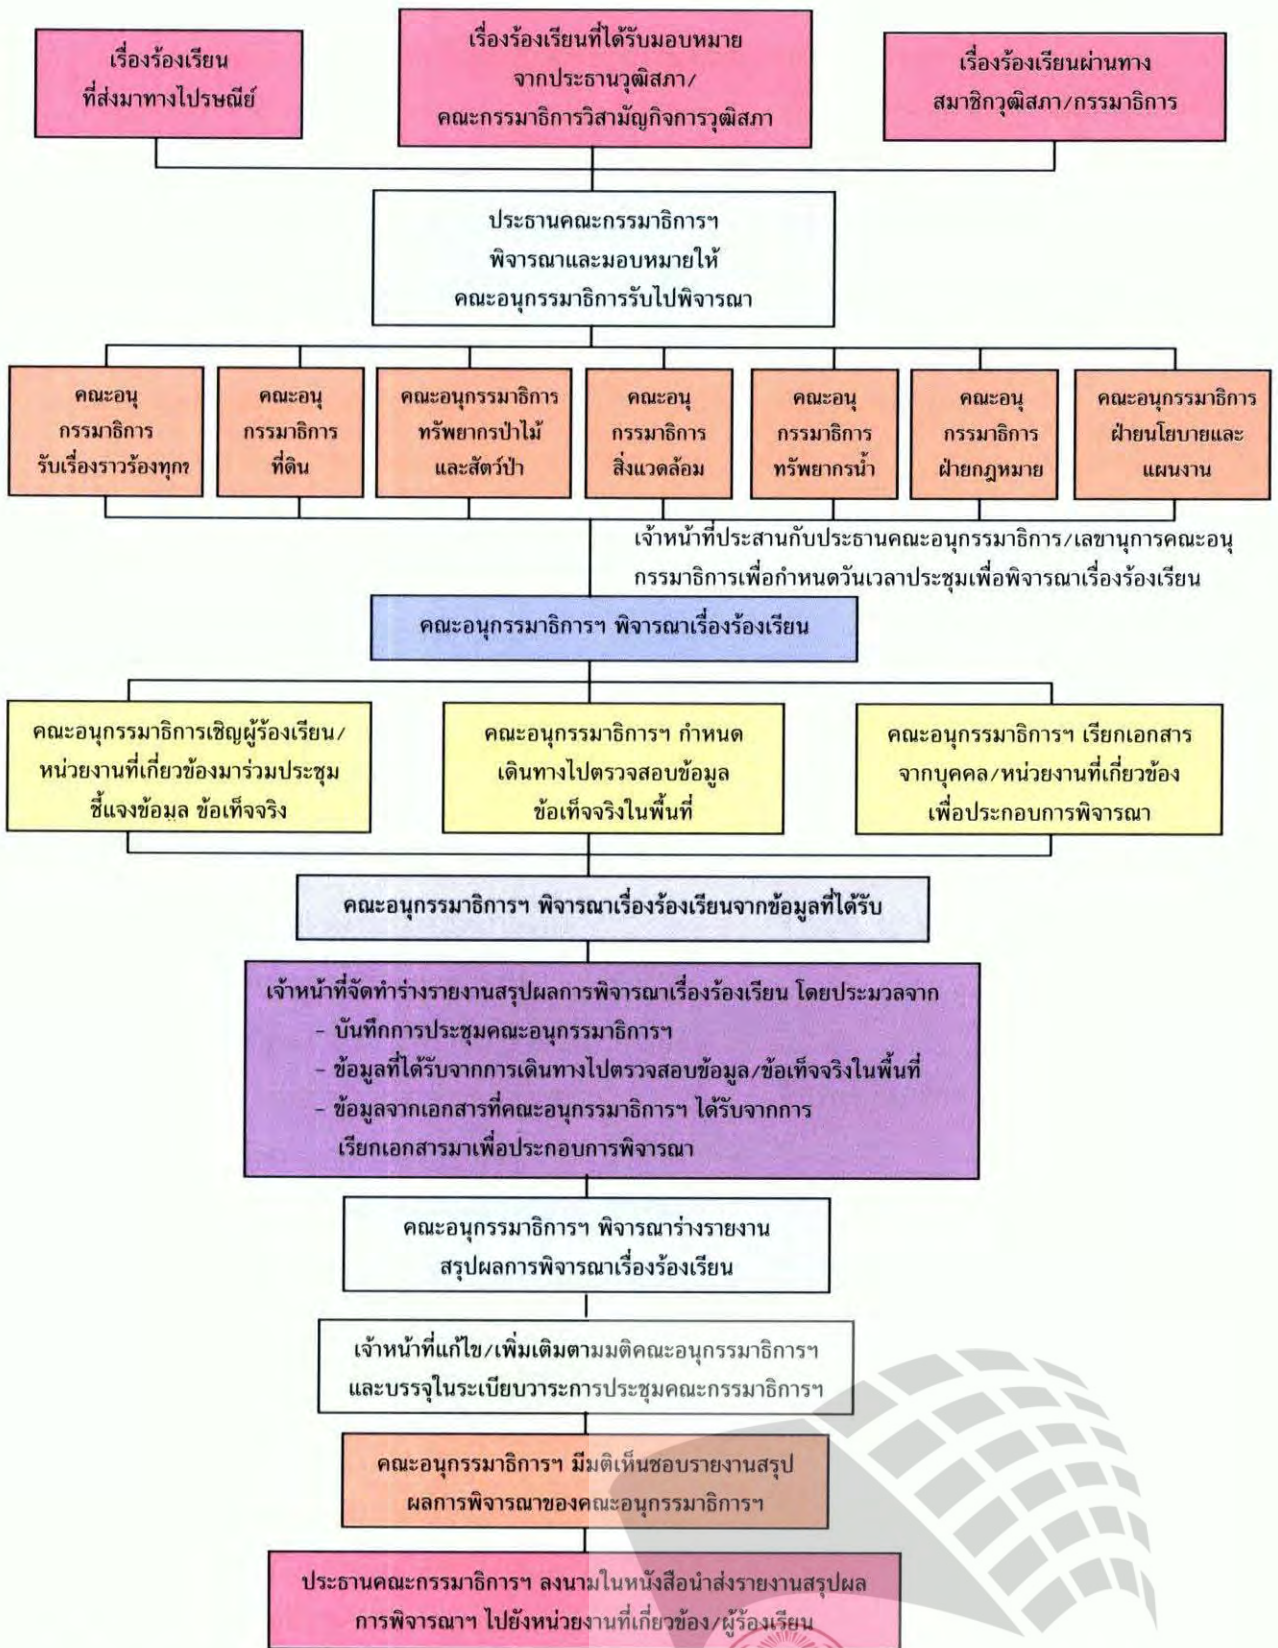 เรื่องร้องเรียน
ที่ส่งมาทางไปรษณีย์
เรื่องร้องเรียนที่ได้รับมอบหมาย
จากประธานวุฒิสภา/
คณะกรรมาธิการวิสามัญกิจการวุฒิสภา
เรื่องร้องเรียนผ่านทาง
สมาชิกวุฒิสภา/กรรมาธิการ
ประธานคณะกรรมาธิการฯ
พิจารณาและมอบหมายให้
คณะอนุกรรมาธิการรับไปพิจารณา
คณะอนุ
กรรมาธิการ
รับเรื่องราวร้องทุกข
คณะอนุ
กรรมาธิการ
ที่ดิน
คณะอนุกรรมาธิการ
ทรัพยากรป่าไม้
และสัตว์ป่า
คณะอนุ
กรรมาธิการ
สิ่งแวดล้อม
คณะอนุ
กรรมาธิการ
ทรัพยากรน้ำ
คณะอนุ
กรรมาธิการ
ฝ่ายกฎหมาย
คณะอนุกรรมาธิการ
ฝ่ายนโยบายและ
แผนงาน
เจ้าหน้าที่ประสานกับประธานคณะอนุกรรมาธิการ/เลขานุการคณะอนุ
กรรมาธิการเพื่อกำหนดวันเวลาประชุมเพื่อพิจารณาเรื่องร้องเรียน
คณะอนุกรรมาธิการฯ พิจารณาเรื่องร้องเรียน
คณะอนุกรรมาธิการเชิญผู้ร้องเรียน/
หน่วยงานที่เกี่ยวข้องมาร่วมประชุม
ชี้แจงข้อมูล ข้อเท็จจริง
คณะอนุกรรมาธิการฯ กำหนด
เดินทางไปตรวจสอบข้อมูล
ข้อเท็จจริงในพื้นที่
คณะอนุกรรมาธิการฯ เรียกเอกสาร
จากบุคคล/หน่วยงานที่เกี่ยวข้อง
เพื่อประกอบการพิจารณา
คณะอนุกรรมาธิการฯ พิจารณาเรื่องร้องเรียนจากข้อมูลที่ได้รับ
เจ้าหน้าที่จัดทำร่างรายงานสรุปผลการพิจารณาเรื่องร้องเรียน โดยประมวลจาก
- บันทึกการประชุมคณะอนุกรรมาธิการฯ
- ข้อมูลที่ได้รับจากการเดินทางไปตรวจสอบข้อมูล/ข้อเท็จจริงในพื้นที่
- ข้อมูลจากเอกสารที่คณะอนุกรรมาธิการฯ ได้รับจากการ
เรียกเอกสารมาเพื่อประกอบการพิจารณา
คณะอนุกรรมาธิการฯ พิจารณาร่างรายงาน
สรุปผลการพิจารณาเรื่องร้องเรียน
เจ้าหน้าที่แก้ไข/เพิ่มเติมตามมติคณะอนุกรรมาธิการฯ
และบรรจุในระเบียบวาระการประชุมคณะกรรมาธิการฯ
คณะอนุกรรมาธิการฯ มีมติเห็นชอบรายงานสรุป
ผลการพิจารณาของคณะอนุกรรมาธิการฯ
ประธานคณะกรรมาธิการฯ ลงนามในหนังสือนำส่งรายงานสรุปผล
การพิจารณาฯ ไปยังหน่วยงานที่เกี่ยวข้อง/ผู้ร้องเรียน